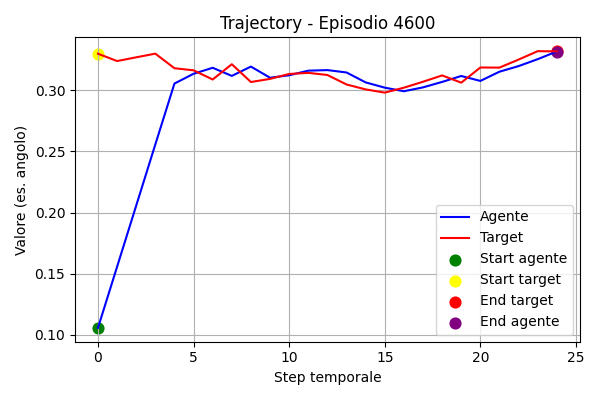 Trajectory - Episodio 4600
Valore (es. angolo)
0.30
0.25
0.20
0.15
0.10
Agente
Target
Start agente
Start target
End target
End agente
0 5 10 15 20 25
Step temporale